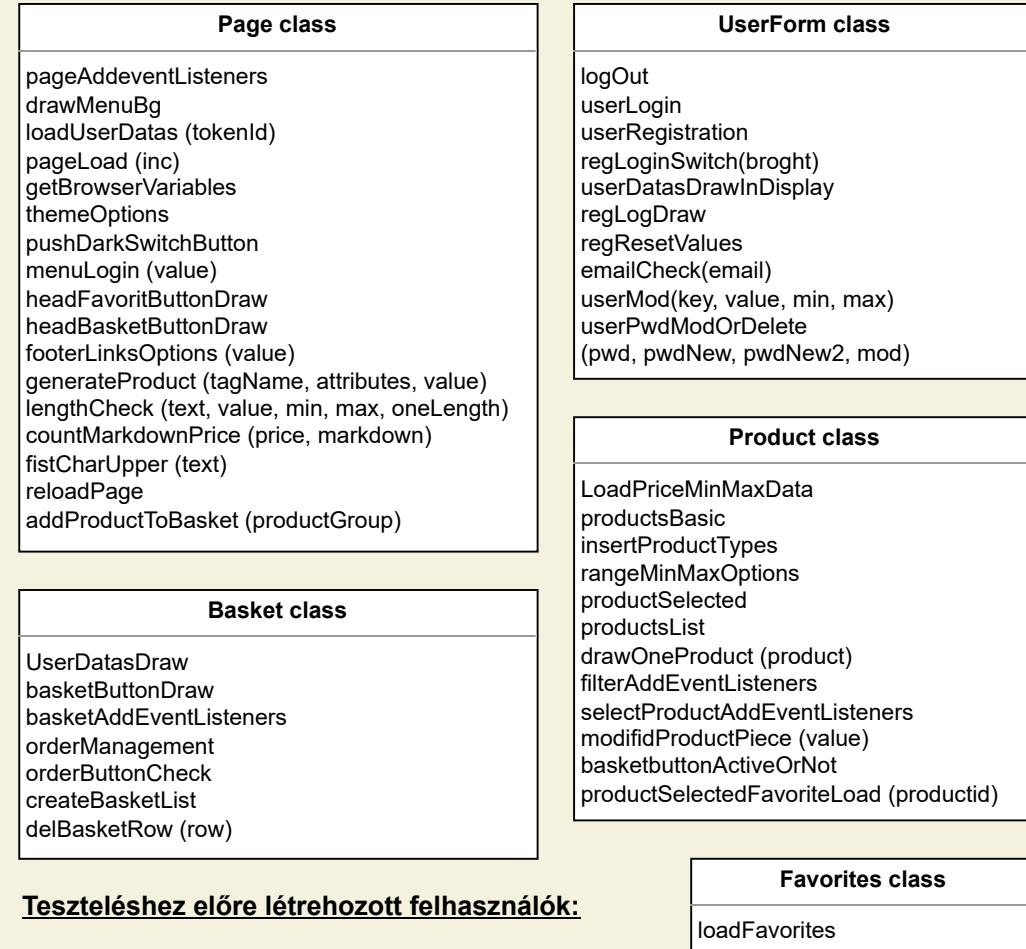 Page class
pageAddeventListeners
drawMenuBg
loadUserDatas (tokenId)
pageLoad (inc)
getBrowserVariables
themeOptions
pushDarkSwitchButton
menuLogin (value)
headFavoritButtonDraw
headBasketButtonDraw
footerLinksOptions (value)
generateProduct (tagName, attributes, value)
lengthCheck (text, value, min, max, oneLength)
countMarkdownPrice (price, markdown)
fistCharUpper (text)
reloadPage
addProductToBasket (productGroup)
Basket class
UserDatasDraw
basketButtonDraw
basketAddEventListeners
orderManagement
orderButtonCheck
createBasketList
delBasketRow (row)
Teszteléshez előre létrehozott felhasználók:
UserForm class
logOut
userLogin
userRegistration
regLoginSwitch(broght)
userDatasDrawInDisplay
regLogDraw
regResetValues
emailCheck(email)
userMod(key, value, min, max)
userPwdModOrDelete
(pwd, pwdNew, pwdNew2, mod)
Product class
LoadPriceMinMaxData
productsBasic
insertProductTypes
rangeMinMaxOptions
productSelected
productsList
drawOneProduct (product)
filterAddEventListeners
selectProductAddEventListeners
modifidProductPiece (value)
basketbuttonActiveOrNot
productSelectedFavoriteLoad (productid)
Favorites class
loadFavorites